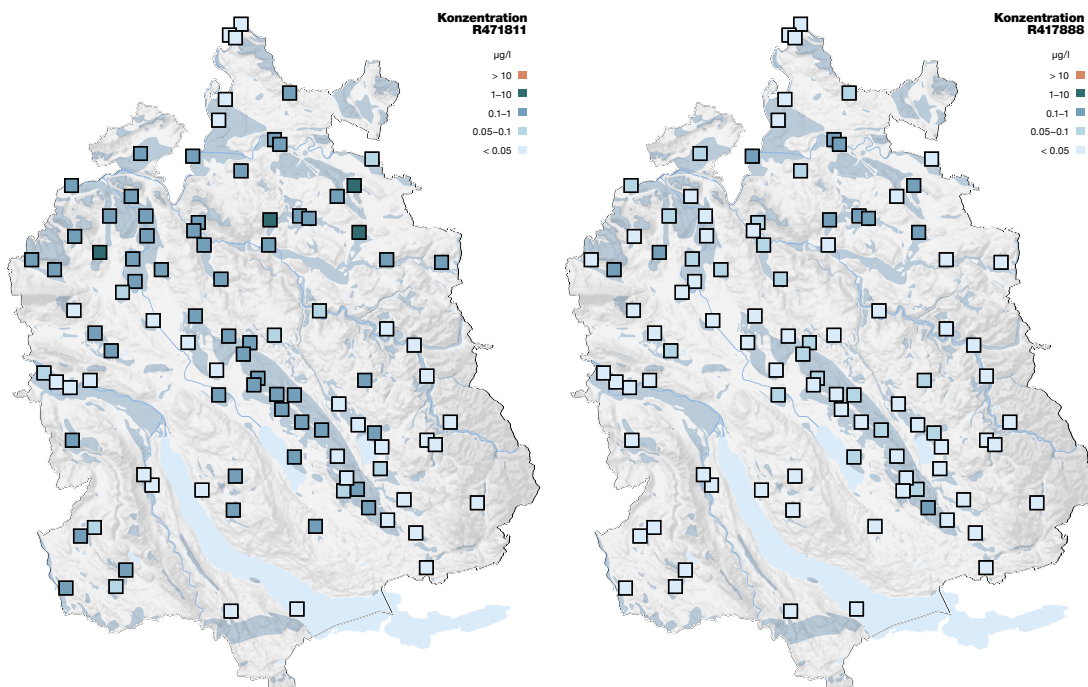 Konzentration
R471811
µg/l
> 10
1–10
0.1–1
0.05–0.1
< 0.05
Konzentration
R417888
µg/l
> 10
1–10
0.1–1
0.05–0.1
< 0.05